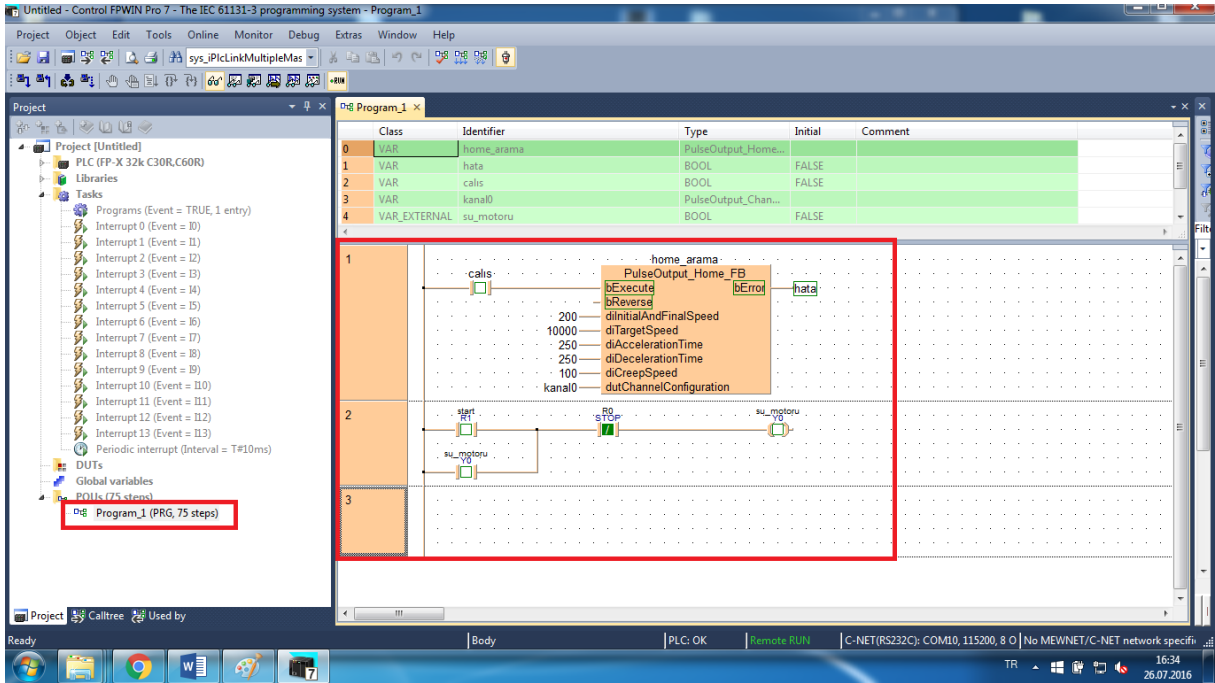 Untitled - Control FPWIN Pro 7 - The IEC 61131-3 programming system - Program_1
Project Object Edit Tools Online Monitor Debug Extras Window Help
sys_iPlcLinkMultipleMas
Project
Program_1
Project [Untitled]
PLC (FP-X 32k C30R,C60R)
Libraries
Tasks
Programs (Event = TRUE, 1 entry)
Interrupt 0 (Event = I0)
Interrupt 1 (Event = I1)
Interrupt 2 (Event = I2)
Interrupt 3 (Event = I3)
Interrupt 4 (Event = I4)
Interrupt 5 (Event = I5)
Interrupt 6 (Event = I6)
Interrupt 7 (Event = I7)
Interrupt 8 (Event = I8)
Interrupt 9 (Event = I9)
Interrupt 10 (Event = I10)
Interrupt 11 (Event = I11)
Interrupt 12 (Event = I12)
Interrupt 13 (Event = I13)
Periodic interrupt (Interval = T#10ms)
DUTs
Global variables
POUs (75 steps)
Program_1 (PRG, 75 steps)
Project Calltree Used by
Class Identifier Type Initial Comment
0 VAR home_arama PulseOutput_Home...
1 VAR hata BOOL FALSE
2 VAR calıs BOOL FALSE
3 VAR kanal0 PulseOutput_Chan...
4 VAR_EXTERNAL su_motoru BOOL FALSE
Filt
1
home_arama
calıs PulseOutput_Home_FB
bExecute bError hata
bReverse
200 diInitialAndFinalSpeed
10000 diTargetSpeed
250 diAccelerationTime
250 diDecelerationTime
100 diCreepSpeed
kanal0 dutChannelConfiguration
2
start R0 su_motoru
R1 STOP Y0
su_motoru
Y0
3
Ready Body PLC: OK Remote RUN C-NET(RS232C): COM10, 115200, 8 O No MEWNET/C-NET network specifi
TR 16:34
26.07.2016